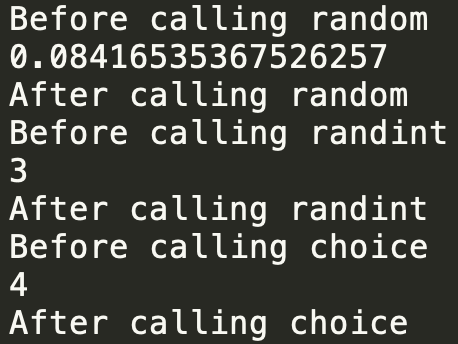 Before calling random
0.08416535367526257
After calling random
Before calling randint
3
After calling randint
Before calling choice
4
After calling choice